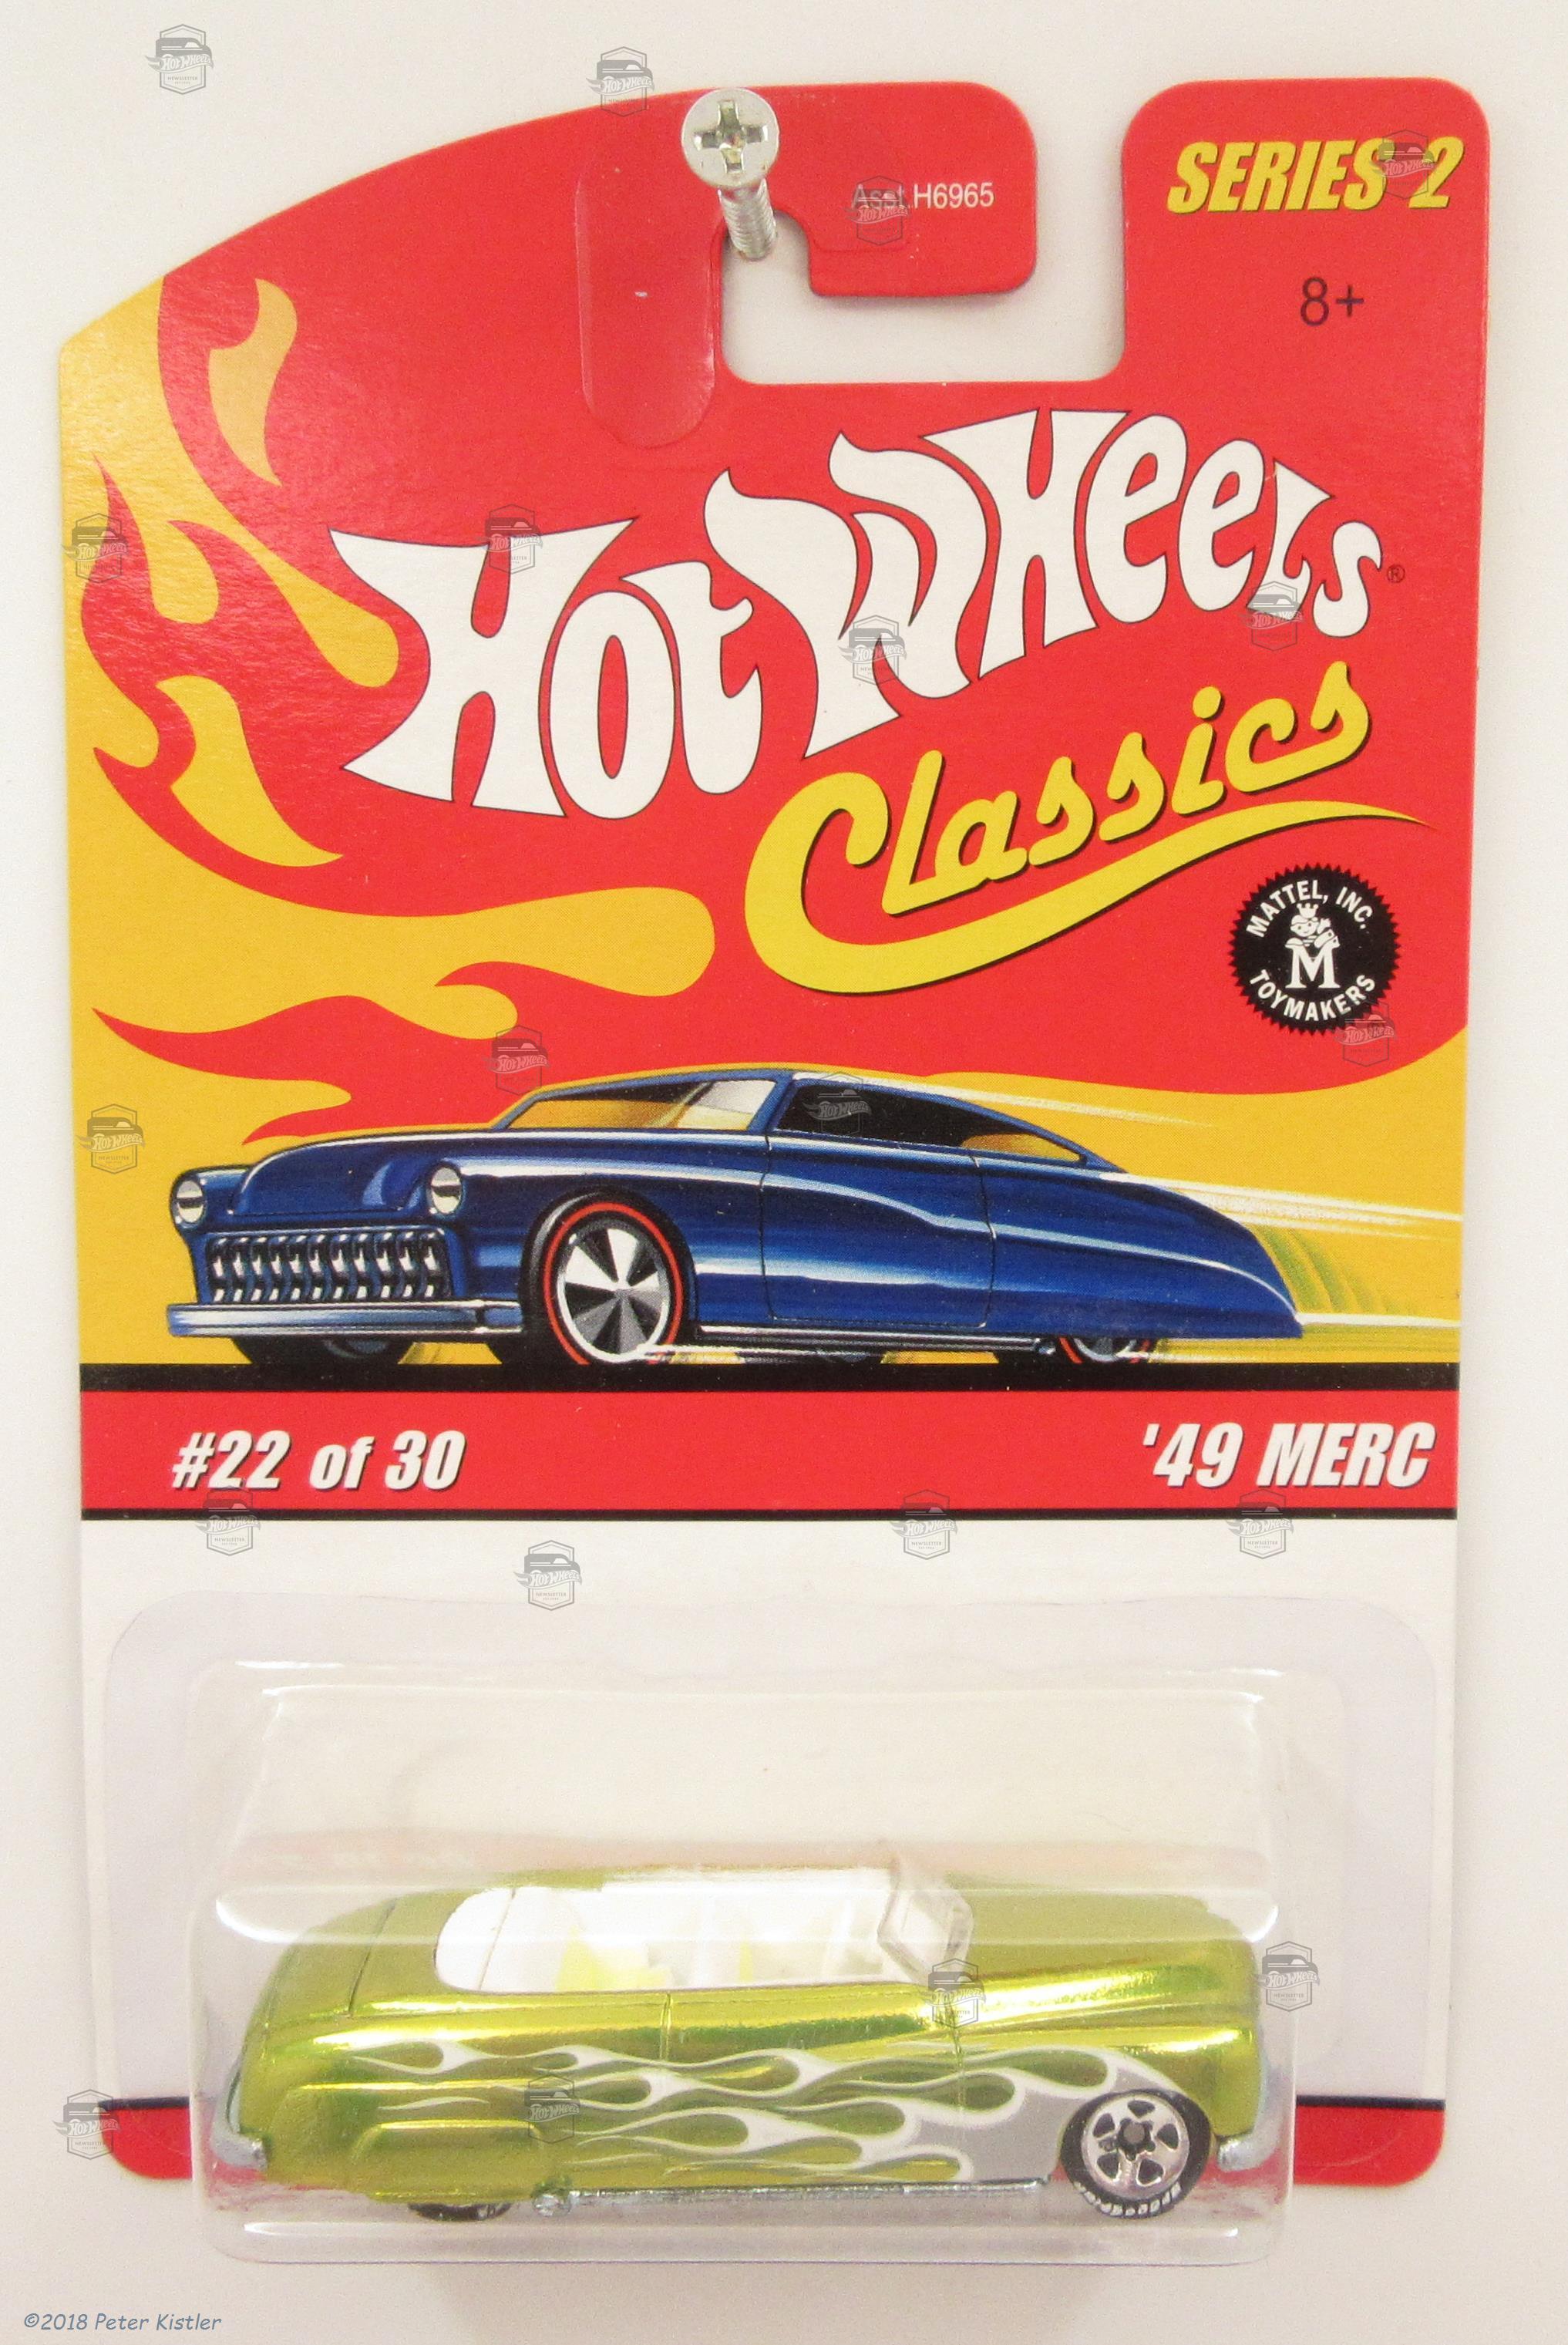 Asst.H6965
SERIES 2
8+
Hot Wheels®
Classics
MATTEL, INC.
M
TOYMAKERS
#22 of 30
'49 MERC
©2018 Peter Kistler